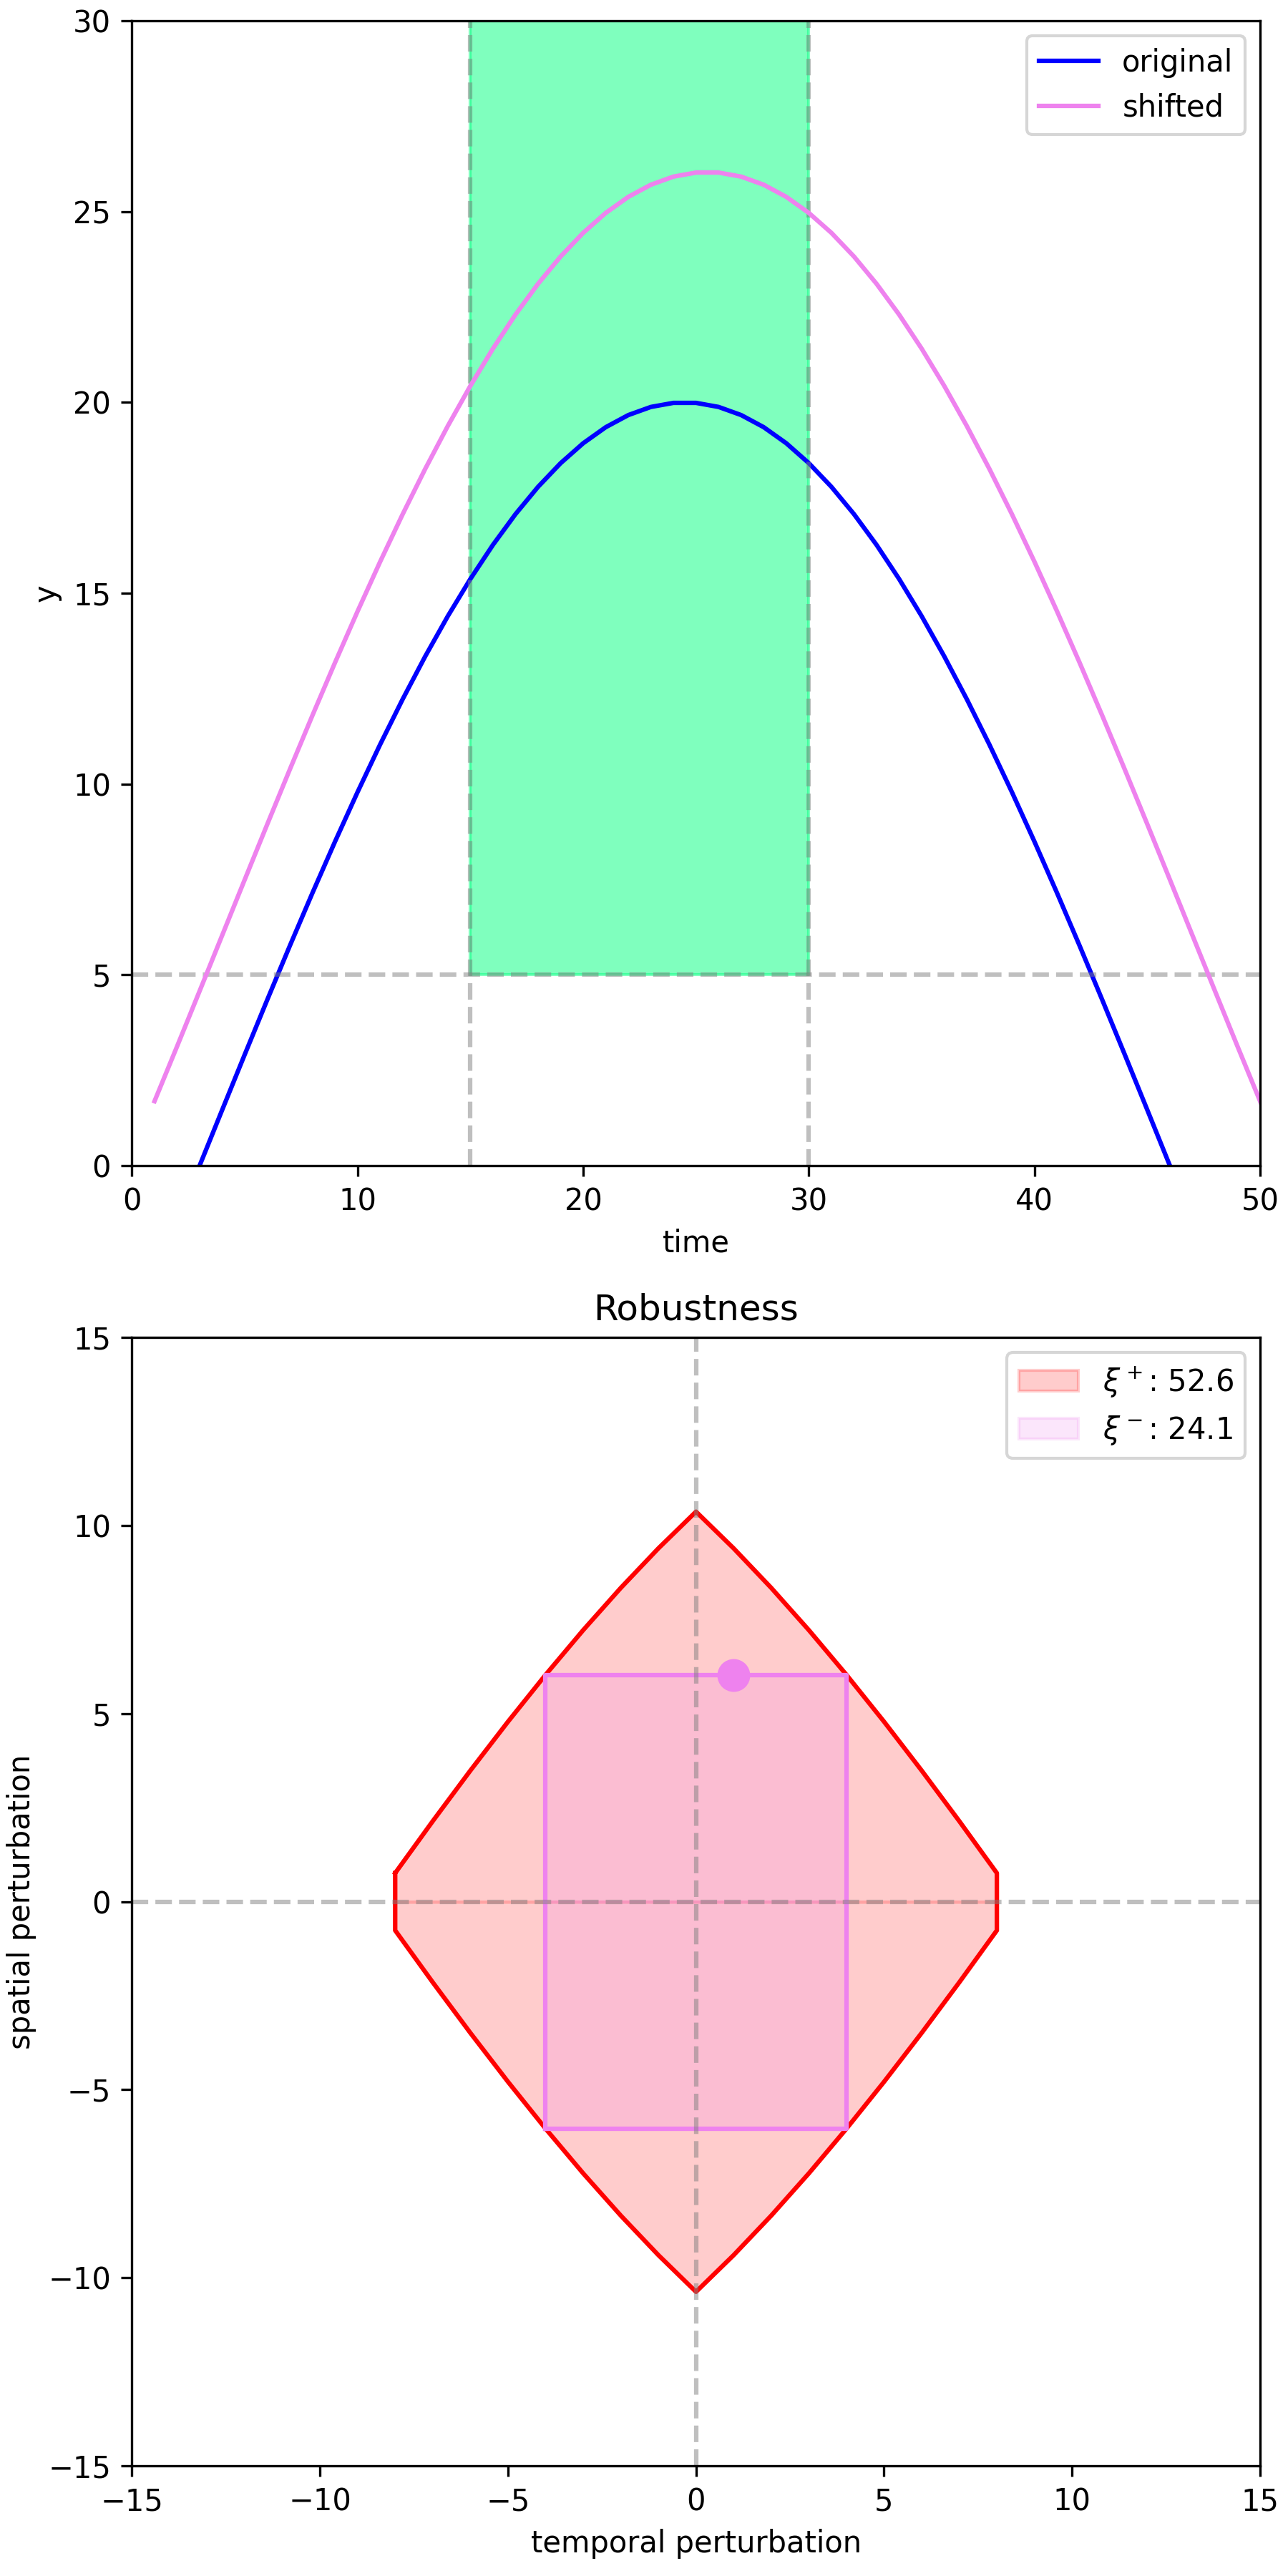 30
25
20
15
10
5
0
y
original
shifted
0 10 20 30 40 50
time
Robustness
15
10
5
0
−5
−10
−15
spatial perturbation
ξ⁺: 52.6
ξ⁻: 24.1
−15 −10 −5 0 5 10 15
temporal perturbation